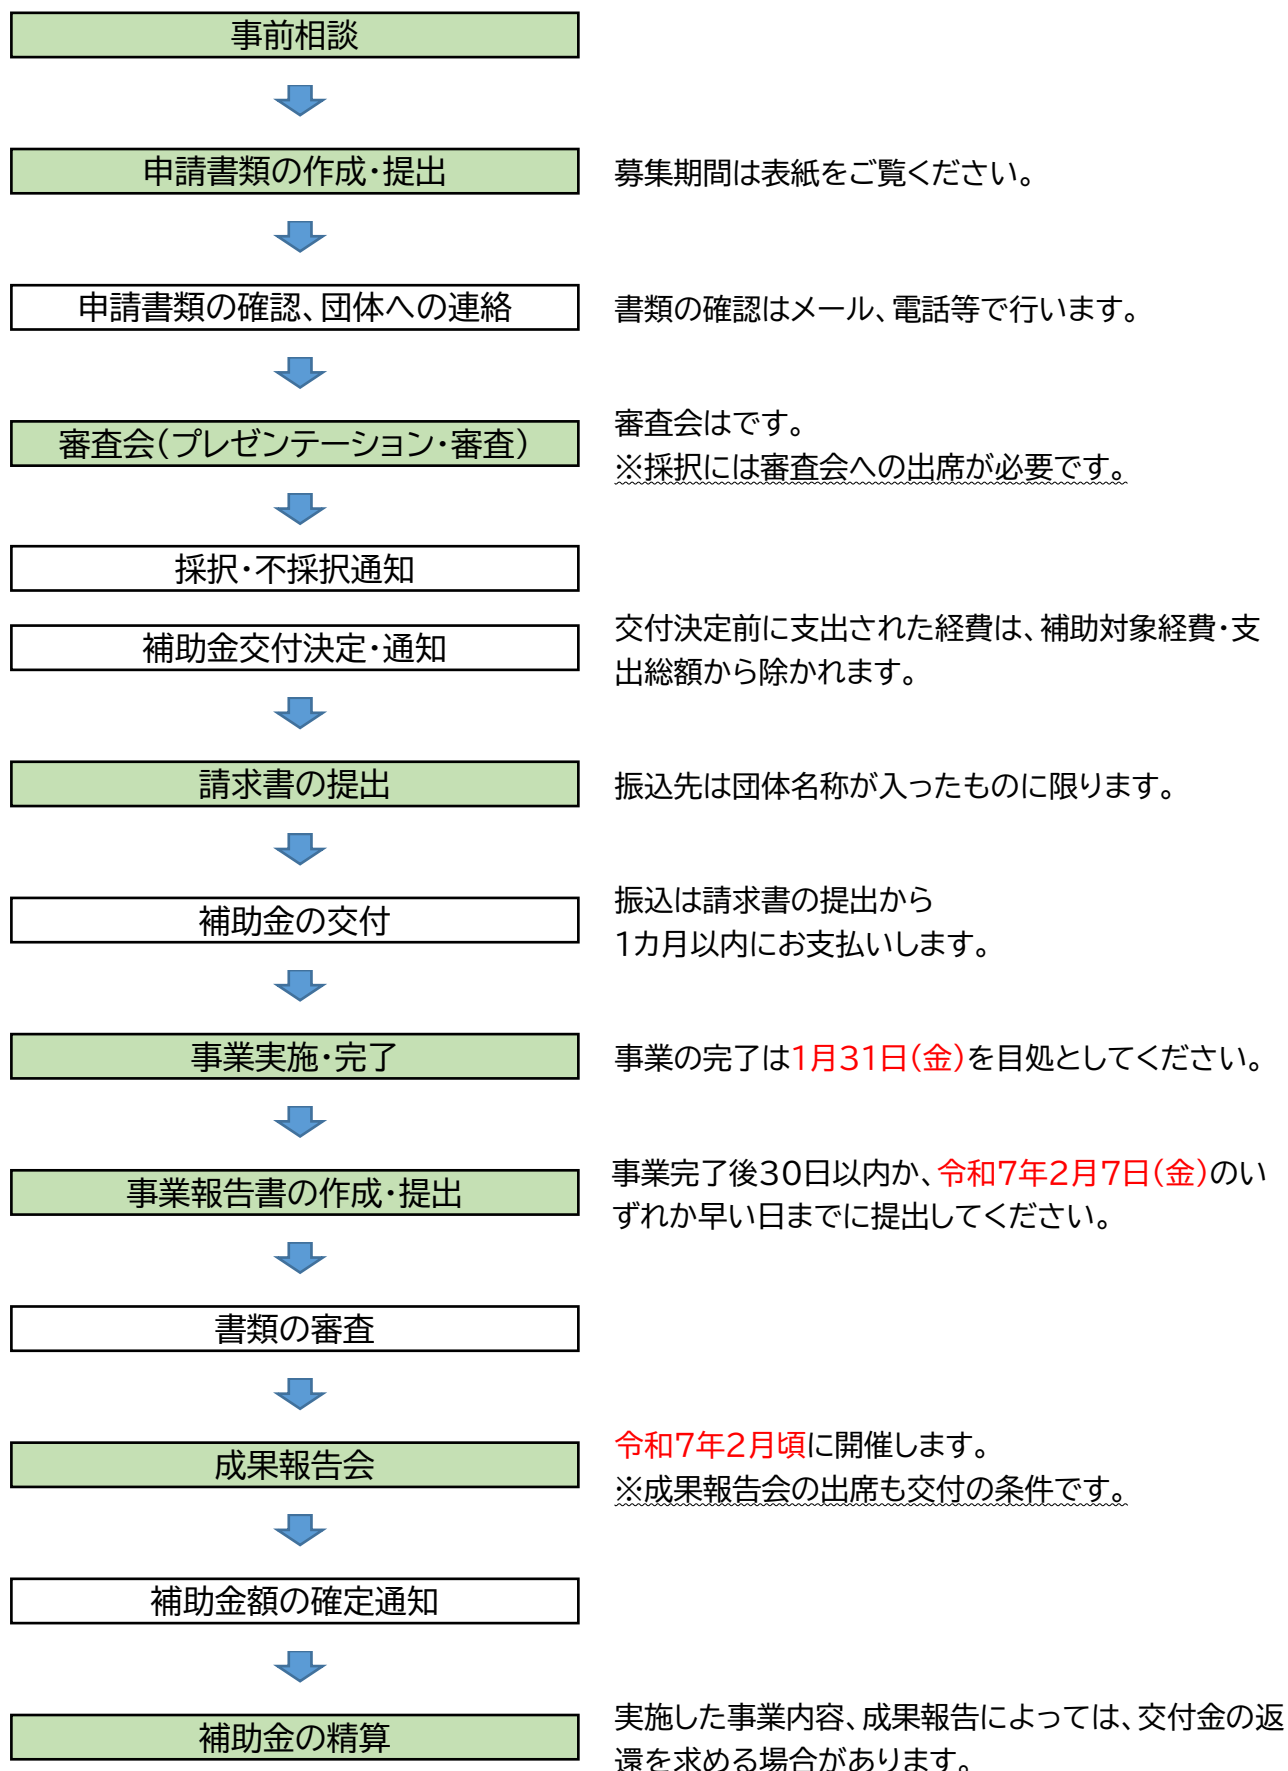 事前相談
申請書類の作成・提出
募集期間は表紙をご覧ください。
申請書類の確認、団体への連絡
書類の確認はメール、電話等で行います。
審査会(プレゼンテーション・審査)
審査会はです。
※採択には審査会への出席が必要です。
採択・不採択通知
補助金交付決定・通知
交付決定前に支出された経費は、補助対象経費・支
出総額から除かれます。
請求書の提出
振込先は団体名称が入ったものに限ります。
補助金の交付
振込は請求書の提出から
1カ月以内にお支払いします。
事業実施・完了
事業の完了は1月31日(金)を目処としてください。
事業報告書の作成・提出
事業完了後30日以内か、令和7年2月7日(金)のい
ずれか早い日までに提出してください。
書類の審査
成果報告会
令和7年2月頃に開催します。
※成果報告会の出席も交付の条件です。
補助金額の確定通知
補助金の精算
実施した事業内容、成果報告によっては、交付金の返
還を求める場合があります。